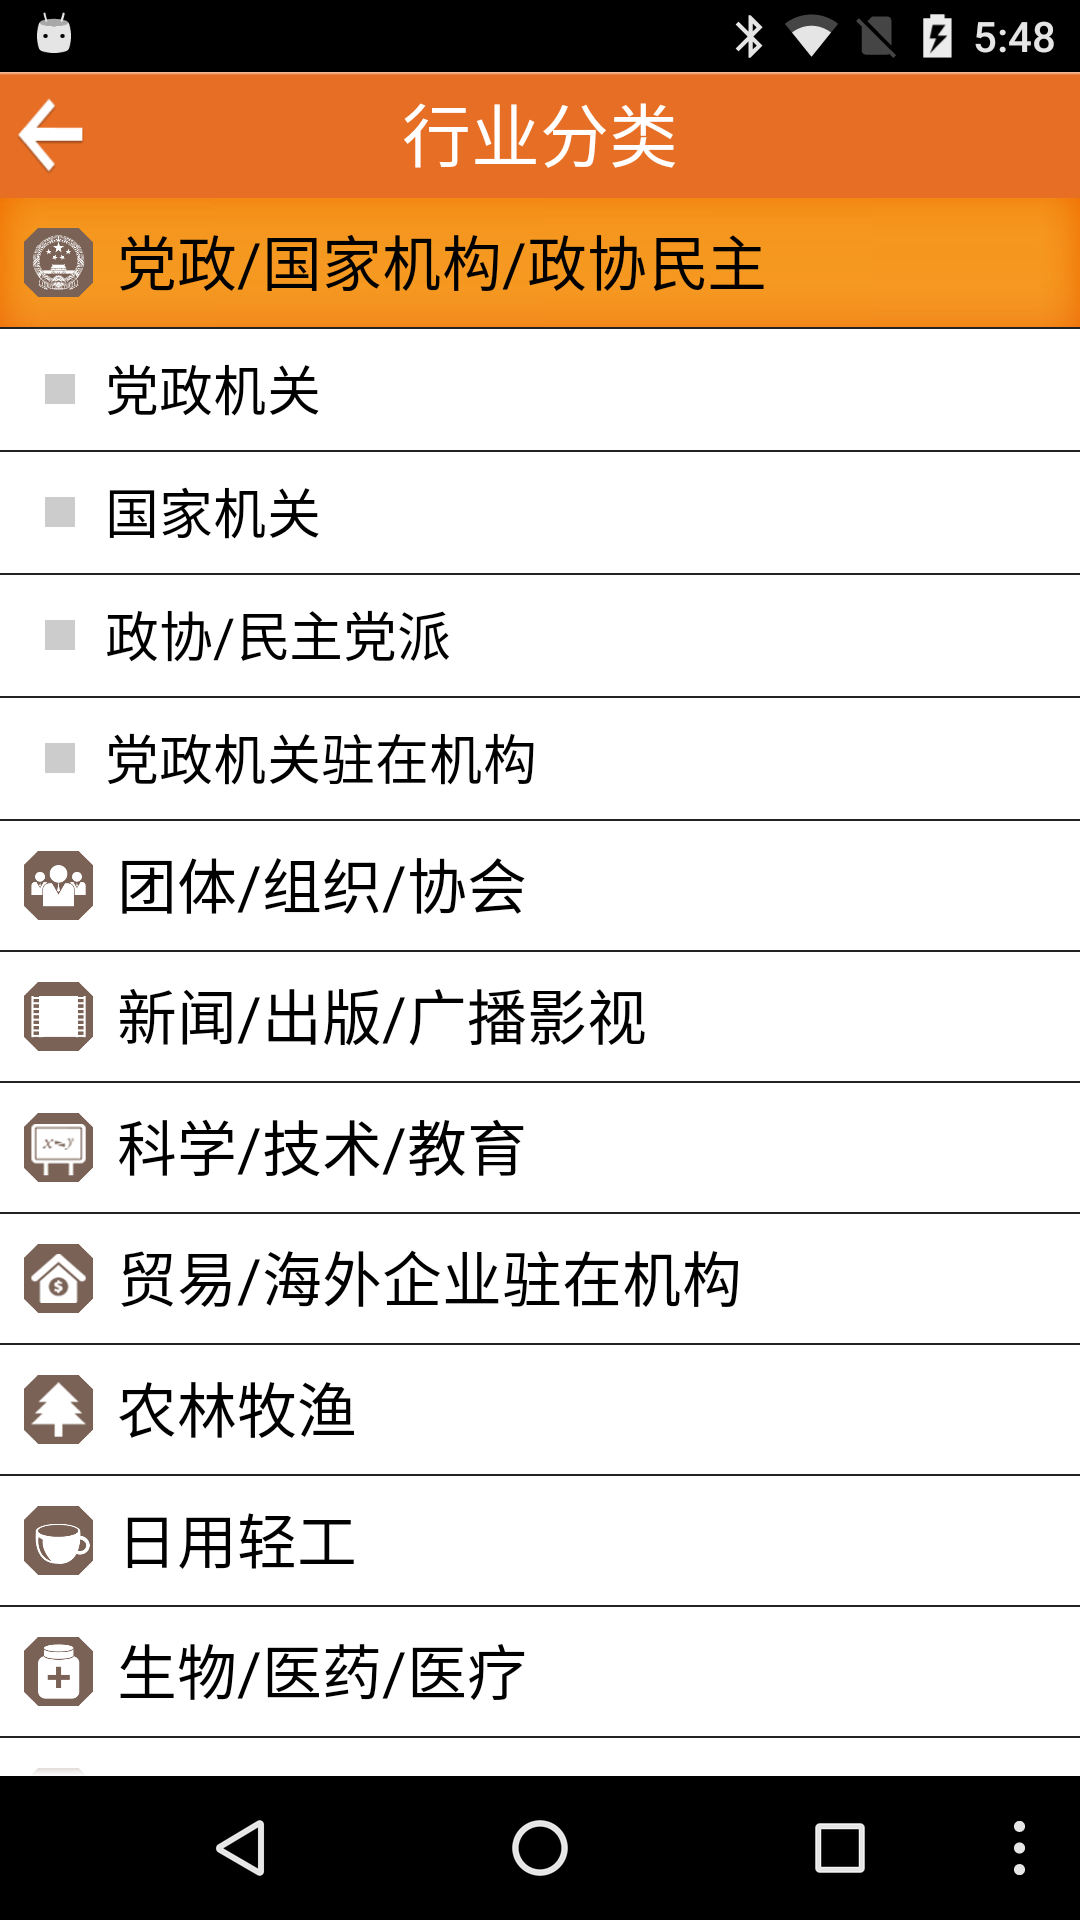 5:48
行业分类
党政/国家机构/政协民主
党政机关
国家机关
政协/民主党派
党政机关驻在机构
团体/组织/协会
新闻/出版/广播影视
科学/技术/教育
贸易/海外企业驻在机构
农林牧渔
日用轻工
生物/医药/医疗